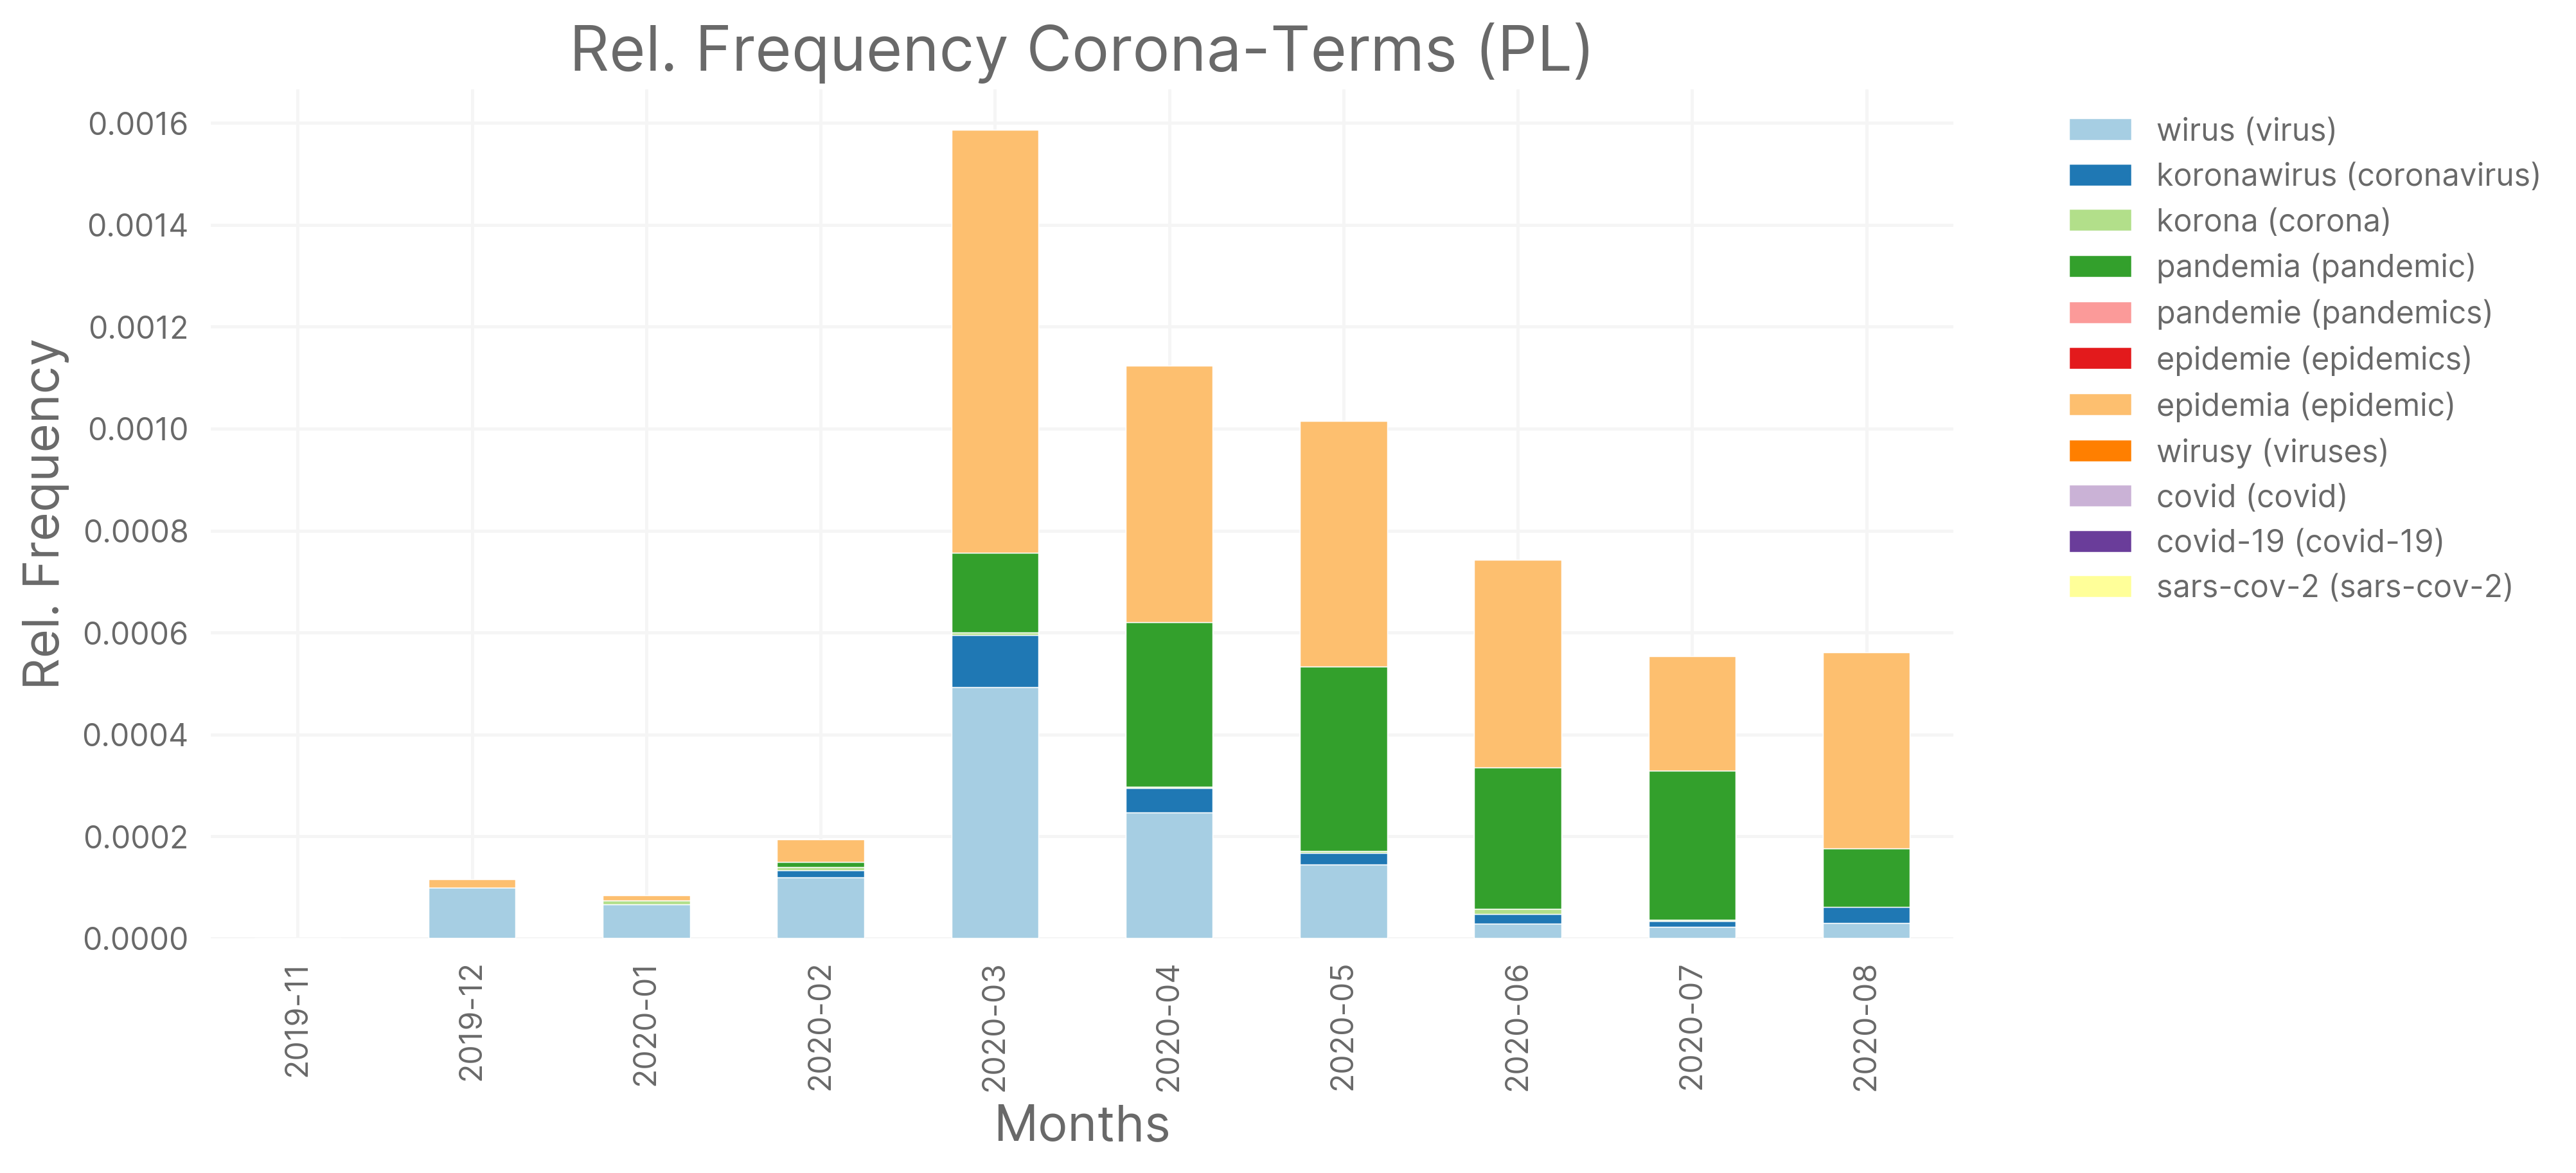 Rel. Frequency Corona-Terms (PL)
Rel. Frequency
0.0016
0.0014
0.0012
0.0010
0.0008
0.0006
0.0004
0.0002
0.0000
2019-11
2019-12
2020-01
2020-02
2020-03
2020-04
2020-05
2020-06
2020-07
2020-08
Months
wirus (virus)
koronawirus (coronavirus)
korona (corona)
pandemia (pandemic)
pandemie (pandemics)
epidemie (epidemics)
epidemia (epidemic)
wirusy (viruses)
covid (covid)
covid-19 (covid-19)
sars-cov-2 (sars-cov-2)